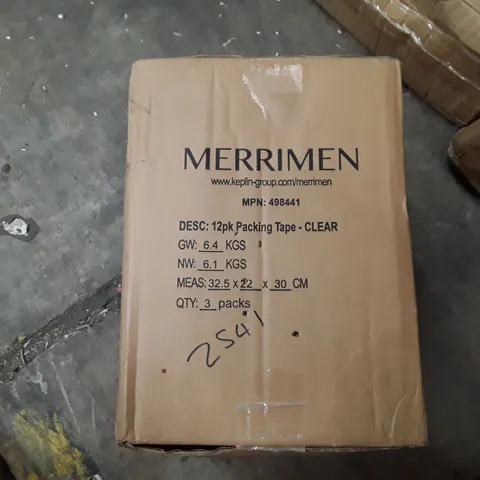 MERRIMEN
www.keplin-group.com/merrimen
MPN: 498441
DESC: 12pk Packing Tape - CLEAR
GW: 6.4 KGS
NW: 6.1 KGS
MEAS: 32.5 x 22 x 30 CM
QTY: 3 packs
2541